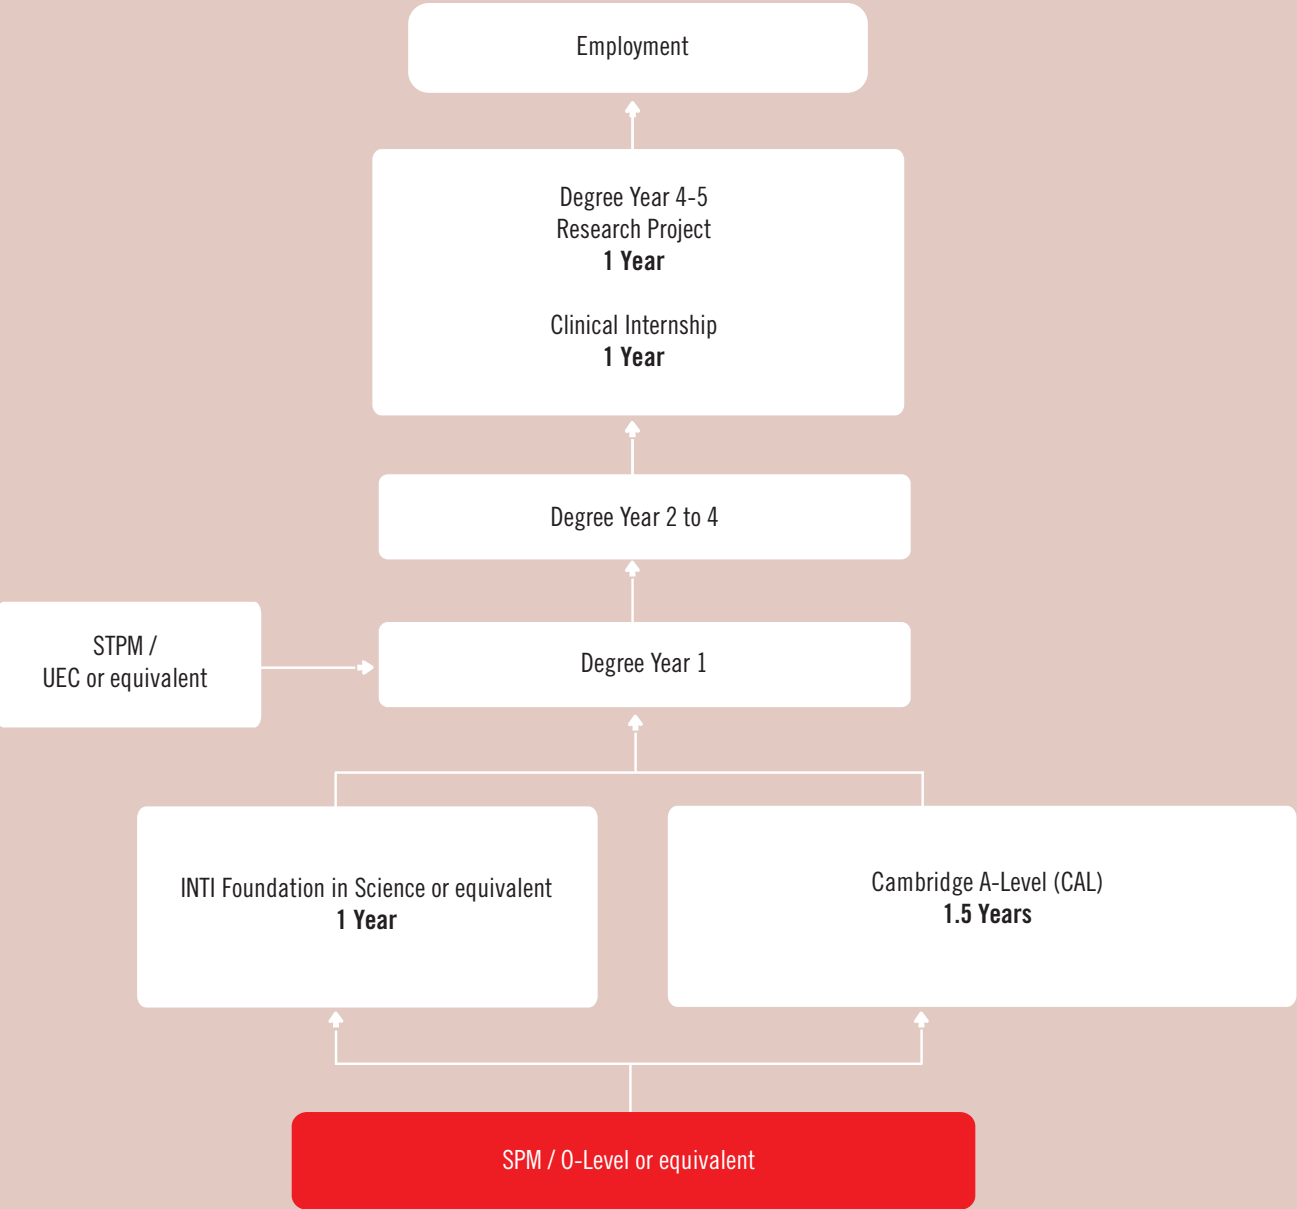 Employment
Degree Year 4-5
Research Project
1 Year
Clinical Internship
1 Year
Degree Year 2 to 4
STPM /
UEC or equivalent
Degree Year 1
INTI Foundation in Science or equivalent
1 Year
Cambridge A-Level (CAL)
1.5 Years
SPM / O-Level or equivalent